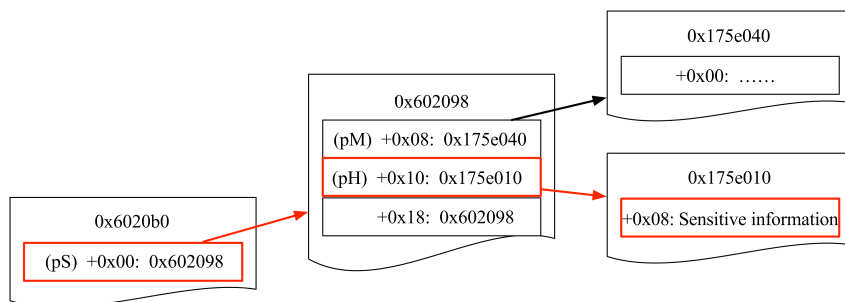 0x6020b0
(pS) +0x00: 0x602098
0x602098
(pM) +0x08: 0x175e040
(pH) +0x10: 0x175e010
+0x18: 0x602098
0x175e040
+0x00: ……
0x175e010
+0x08: Sensitive information